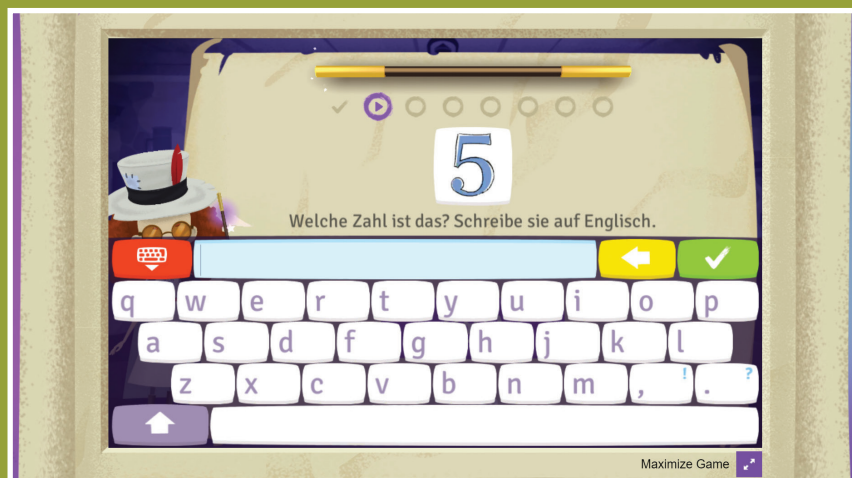 5
Welche Zahl ist das? Schreibe sie auf Englisch.
q w e r t y u i o p
a s d f g h j k l
z x c v b n m , ! . ?
Maximize Game